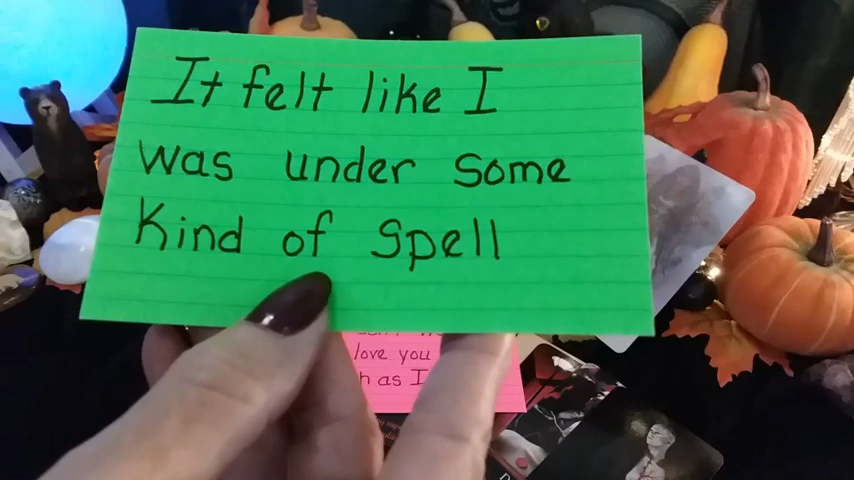 It felt like I
was under some
kind of spell
love you
as I